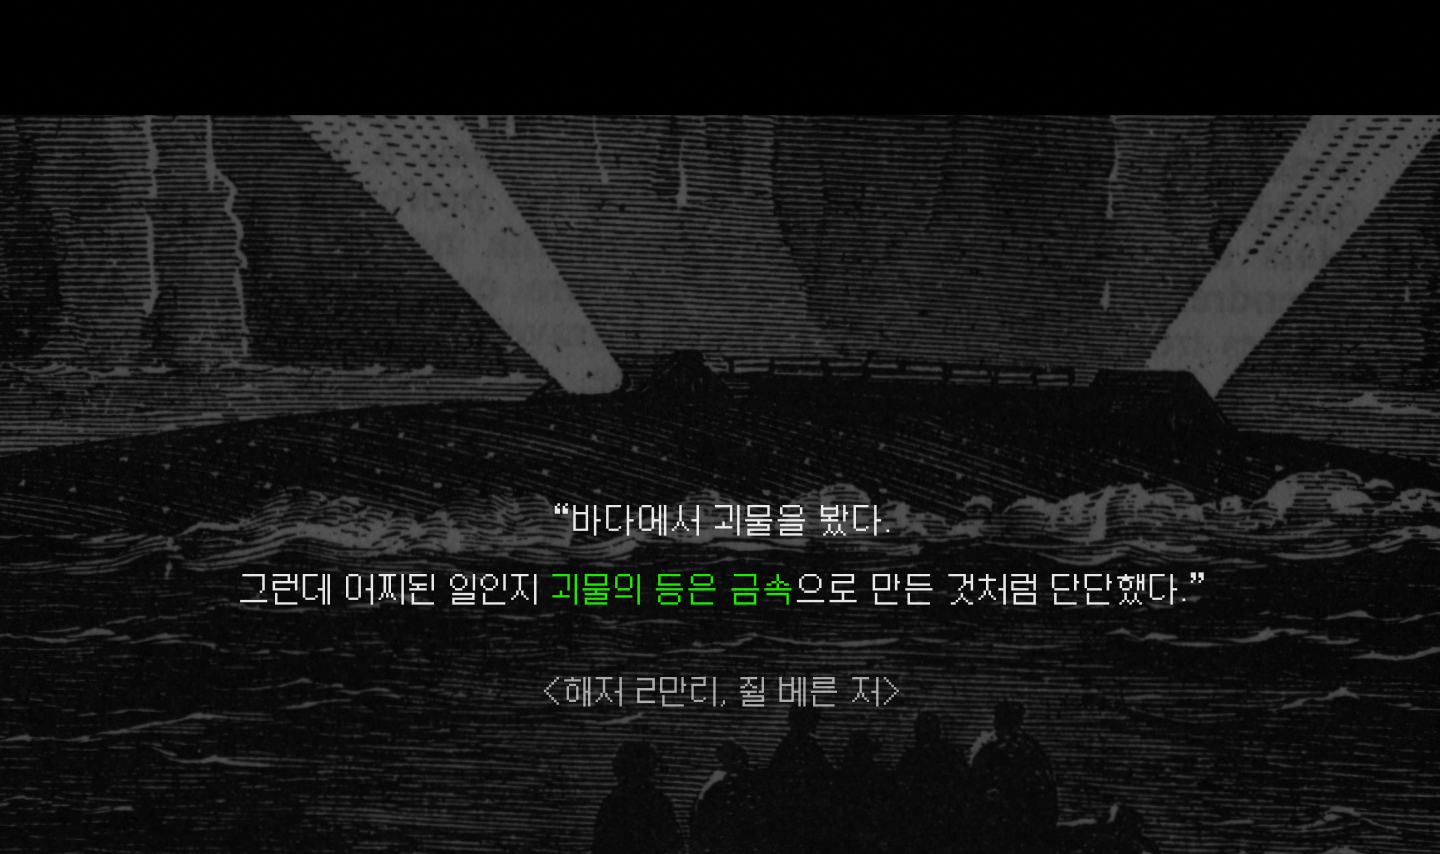 “바다에서 괴물을 봤다.
그런데 어찌된 일인지 괴물의 등은 금속으로 만든 것처럼 단단했다.”
<해저 2만리, 쥘 베른 저>